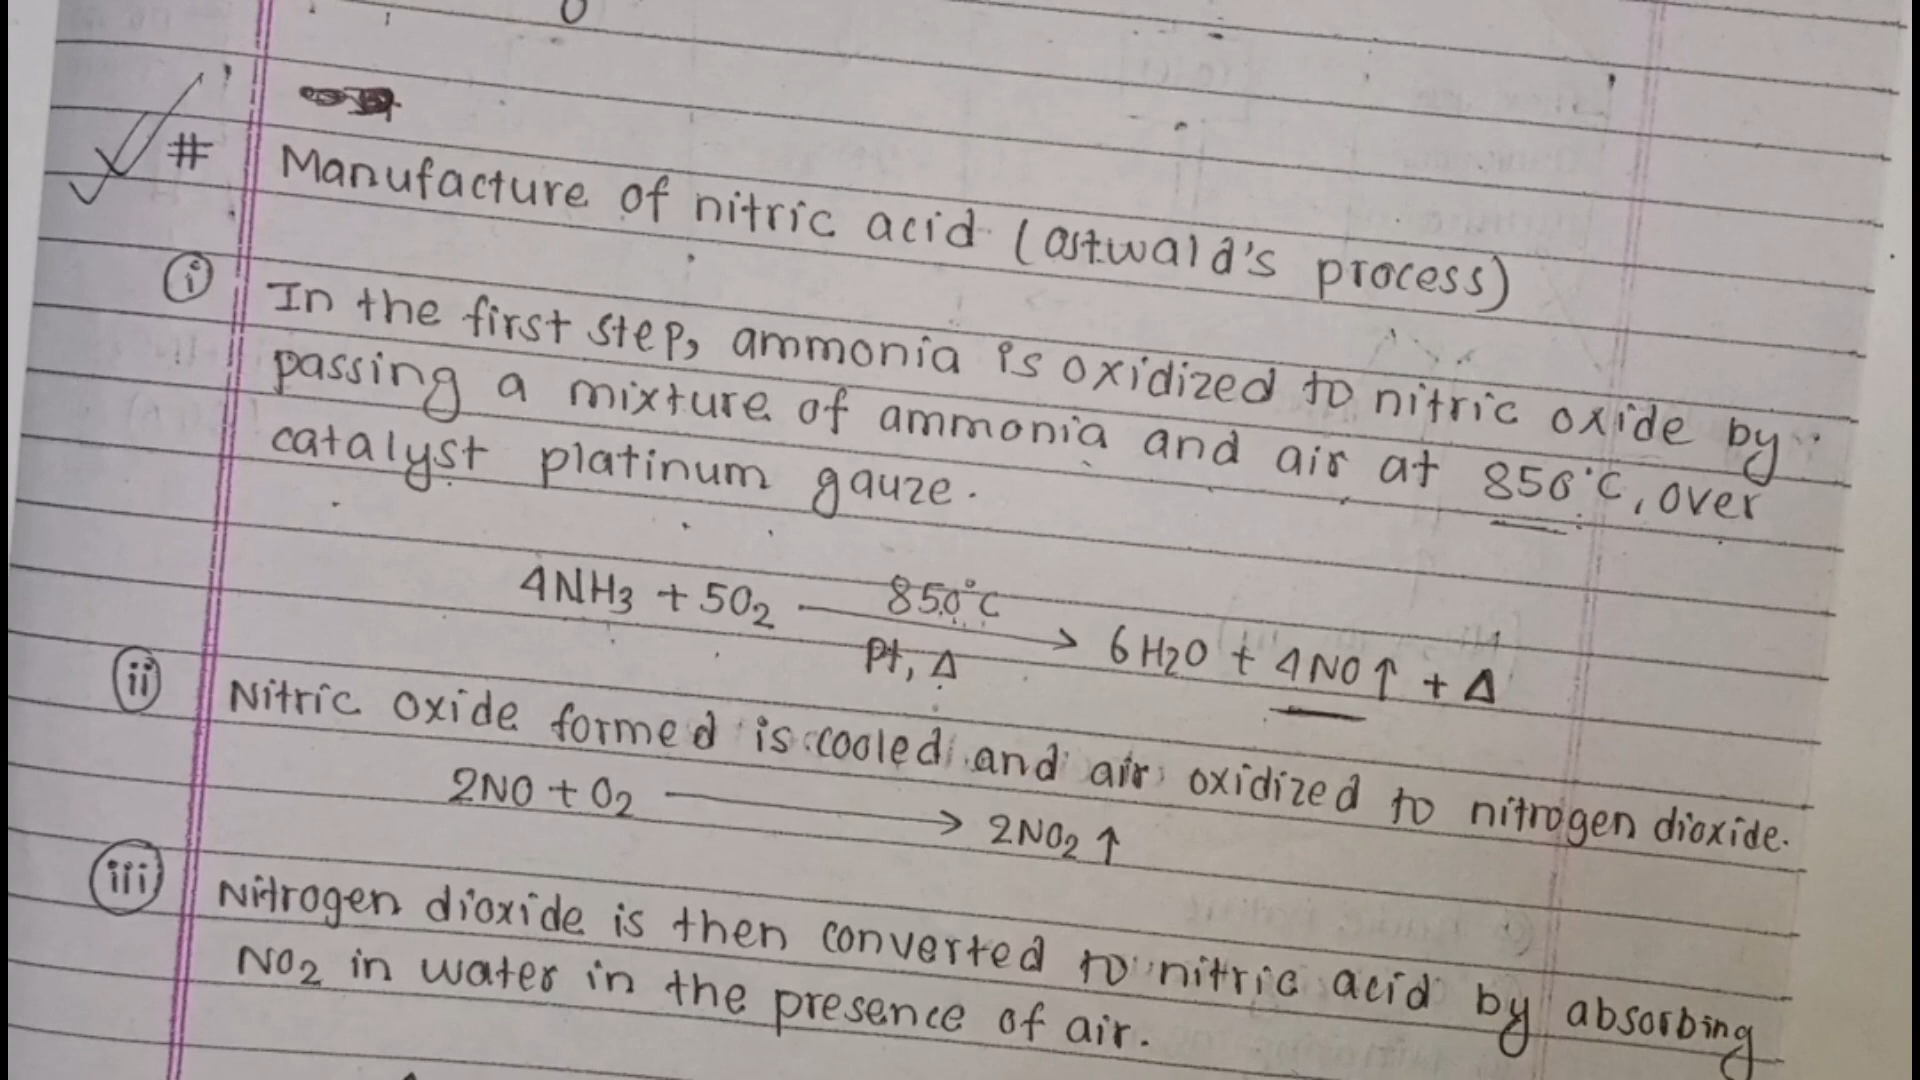 # Manufacture of nitric acid (ostwald's process)
(i) In the first step, ammonia is oxidized to nitric oxide by
passing a mixture of ammonia and air at 850°C, over
catalyst platinum gauze.
4NH3 + 5O2 850°C Pt, Δ → 6H2O + 4NO↑ + Δ
(ii) Nitric oxide formed is cooled and air oxidized to nitrogen dioxide.
2NO + O2 → 2NO2 ↑
(iii) Nitrogen dioxide is then converted to nitric acid by absorbing
NO2 in water in the presence of air.